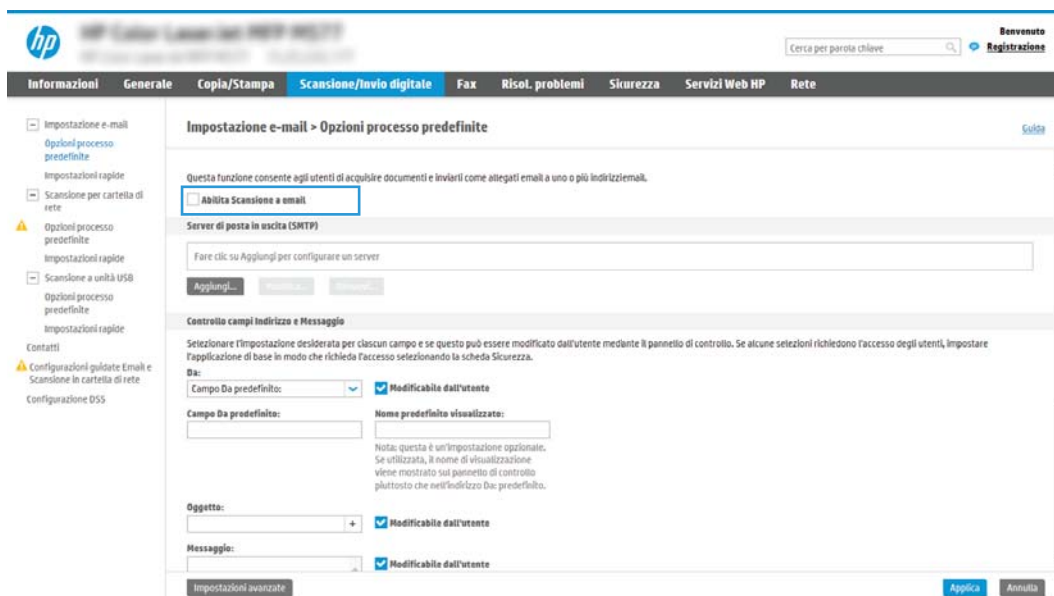 hp
Benvenuto
Cerca per parola chiave
Registrazione
Informazioni Generale Copia/Stampa Scansione/Invio digitale Fax Risol. problemi Sicurezza Servizi Web HP Rete
Impostazione e-mail
Opzioni processo
predefinite
Impostazioni rapide
Scansione per cartella di
rete
Opzioni processo
predefinite
Impostazioni rapide
Scansione a unità USB
Opzioni processo
predefinite
Impostazioni rapide
Contatti
Configurazioni guidate Email e
Scansione in cartella di rete
Configurazione DSS
Impostazione e-mail > Opzioni processo predefinite
Guida
Questa funzione consente agli utenti di acquisire documenti e inviarli come allegati email a uno o più indirizziemail.
Abilita Scansione a email
Server di posta in uscita (SMTP)
Fare clic su Aggiungi per configurare un server
Aggiungi...
Controllo campi Indirizzo e Messaggio
Selezionare l'impostazione desiderata per ciascun campo e se questo può essere modificato dall'utente mediante il pannello di controllo. Se alcune selezioni richiedono l'accesso degli utenti, impostare
l'applicazione di base in modo che richieda l'accesso selezionando la scheda Sicurezza.
Da:
Campo Da predefinito: Modificabile dall'utente
Campo Da predefinito: Nome predefinito visualizzato:
Nota: questa è un'impostazione opzionale.
Se utilizzata, il nome di visualizzazione
viene mostrato sul pannello di controllo
piuttosto che nell'indirizzo Da: predefinito.
Oggetto:
+ Modificabile dall'utente
Messaggio:
Modificabile dall'utente
Impostazioni avanzate
Applica Annulla